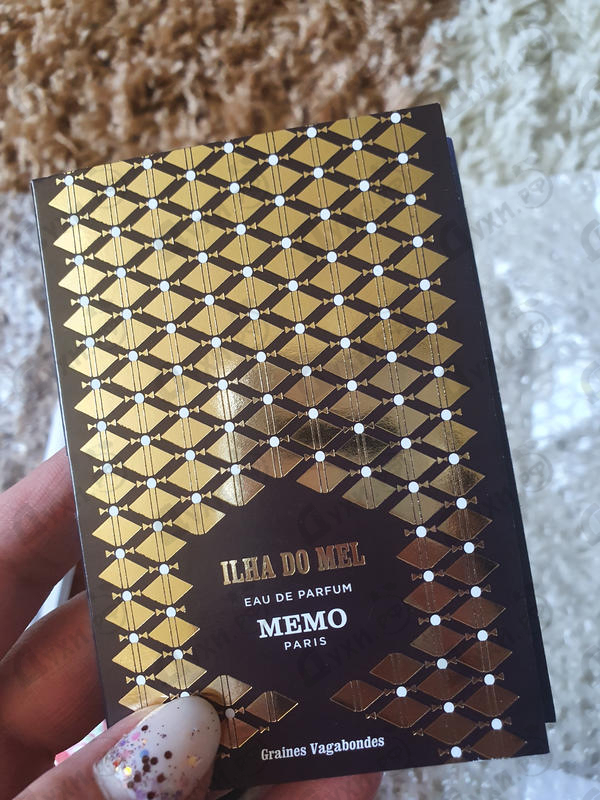 ILHA DO MEL
EAU DE PARFUM
MEMO
PARIS
Graines Vagabondes